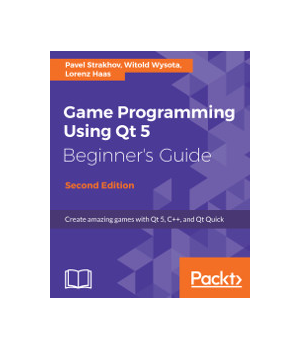 Pavel Strakhov, Witold Wysota,
Lorenz Haas
Game Programming
Using Qt 5
Beginner's Guide
Second Edition
Create amazing games with Qt 5, C++, and Qt Quick
Packt>